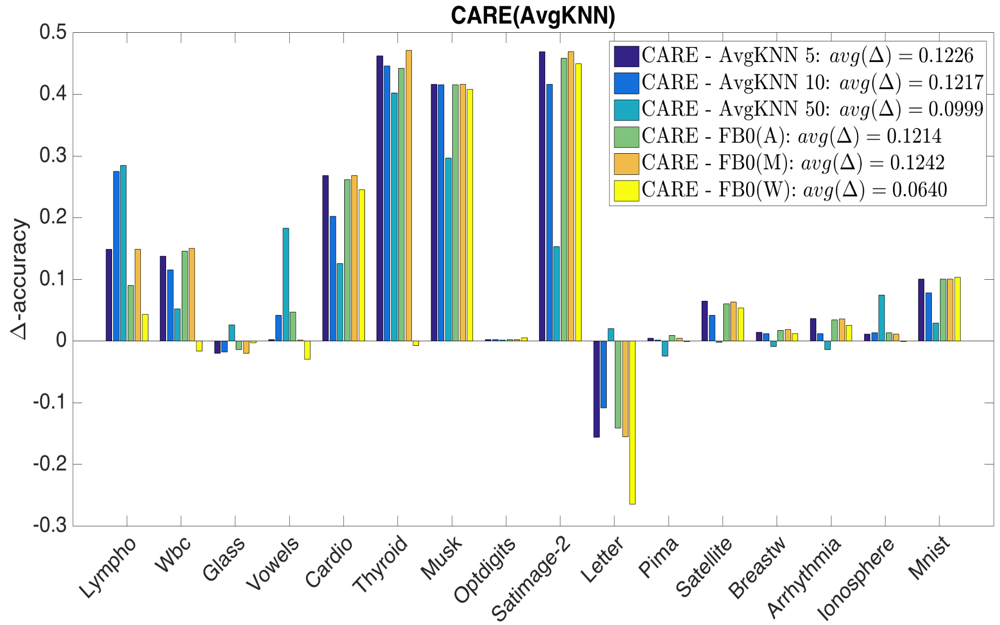 CARE(AvgKNN)
0.5
0.4
0.3
0.2
0.1
0
-0.1
-0.2
-0.3
Δ-accuracy
CARE - AvgKNN 5: avg(Δ) = 0.1226
CARE - AvgKNN 10: avg(Δ) = 0.1217
CARE - AvgKNN 50: avg(Δ) = 0.0999
CARE - FB0(A): avg(Δ) = 0.1214
CARE - FB0(M): avg(Δ) = 0.1242
CARE - FB0(W): avg(Δ) = 0.0640
Lympho
Wbc
Glass
Vowels
Cardio
Thyroid
Musk
Optdigits
Satimage-2
Letter
Pima
Satellite
Breastw
Arrhythmia
Ionosphere
Mnist